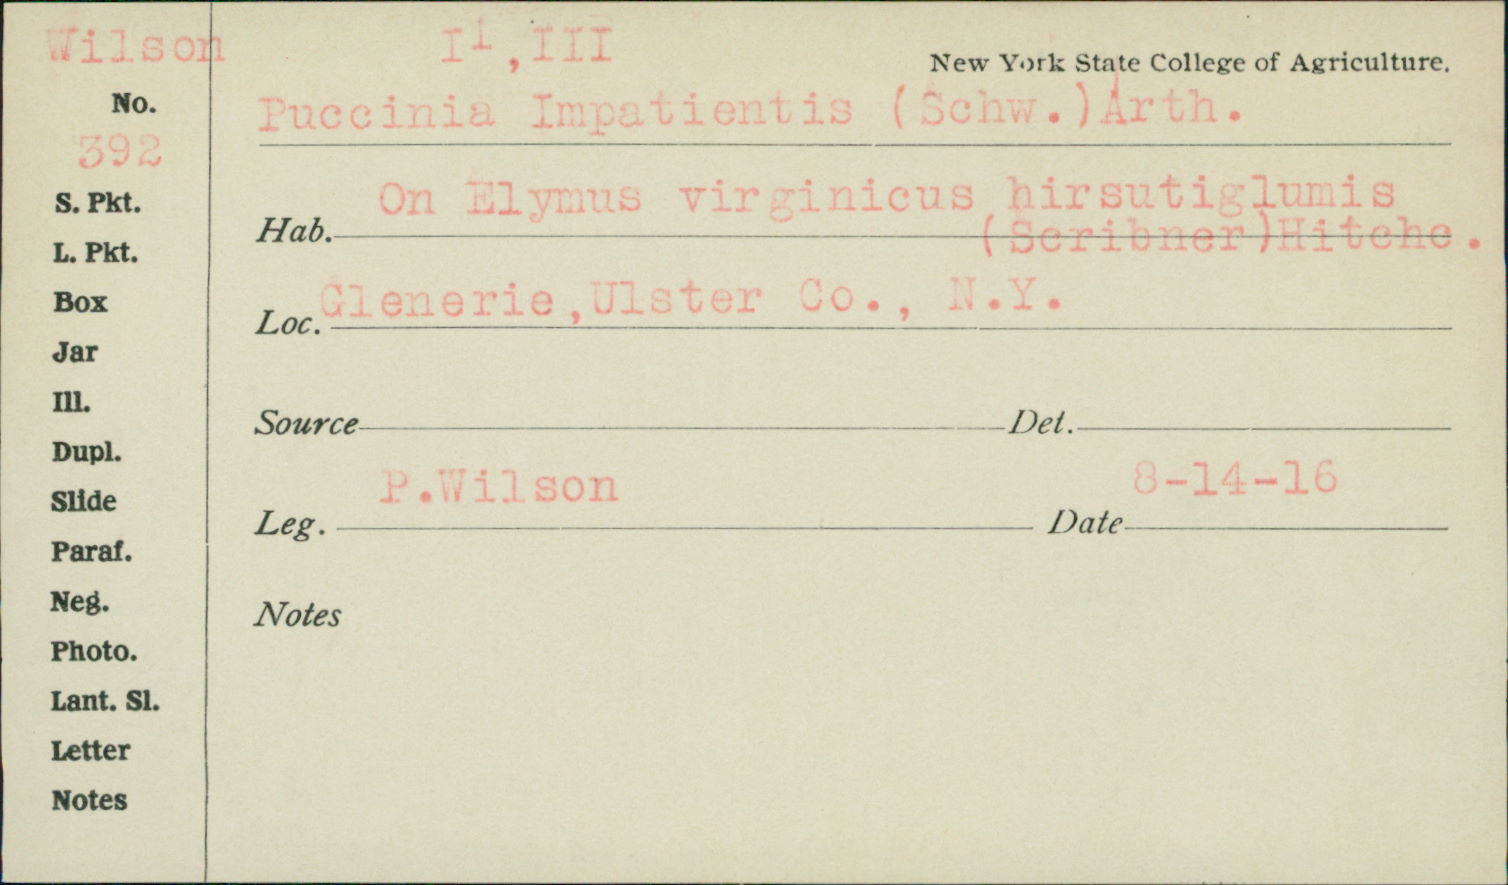 Wilson
I¹,III
New York State College of Agriculture.
No.
392
Puccinia Impatientis (Schw.)Arth.
S. Pkt.
L. Pkt.
Box
Jar
Ill.
Dupl.
Slide
Paraf.
Neg.
Photo.
Lant. Sl.
Letter
Notes
Hab. On Elymus virginicus hirsutiglumis
(Scribner)Hitchc.
Loc. Glenerie,Ulster Co., N.Y.
Source Det.
Leg. P.Wilson Date 8-14-16
Notes